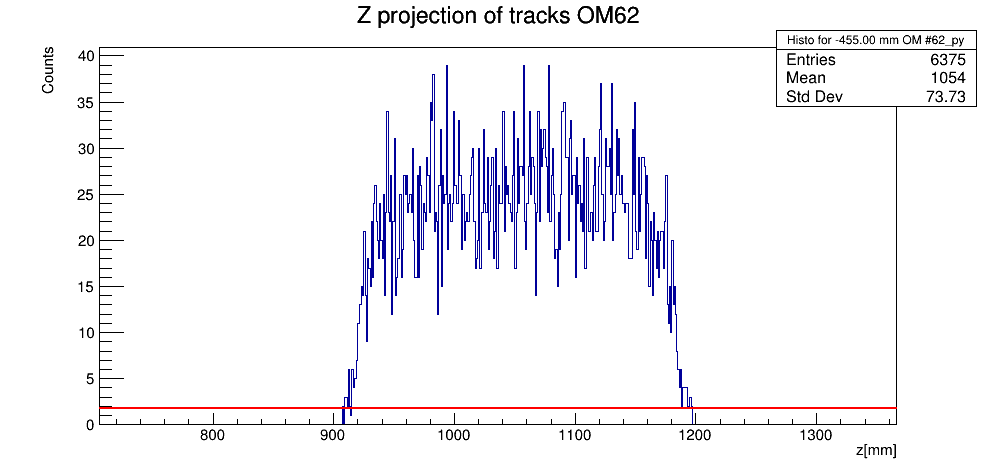 Z projection of tracks OM62
Histo for -455.00 mm OM #62_py
Entries 6375
Mean 1054
Std Dev 73.73
Counts
40
35
30
25
20
15
10
5
0
800 900 1000 1100 1200 1300
z[mm]